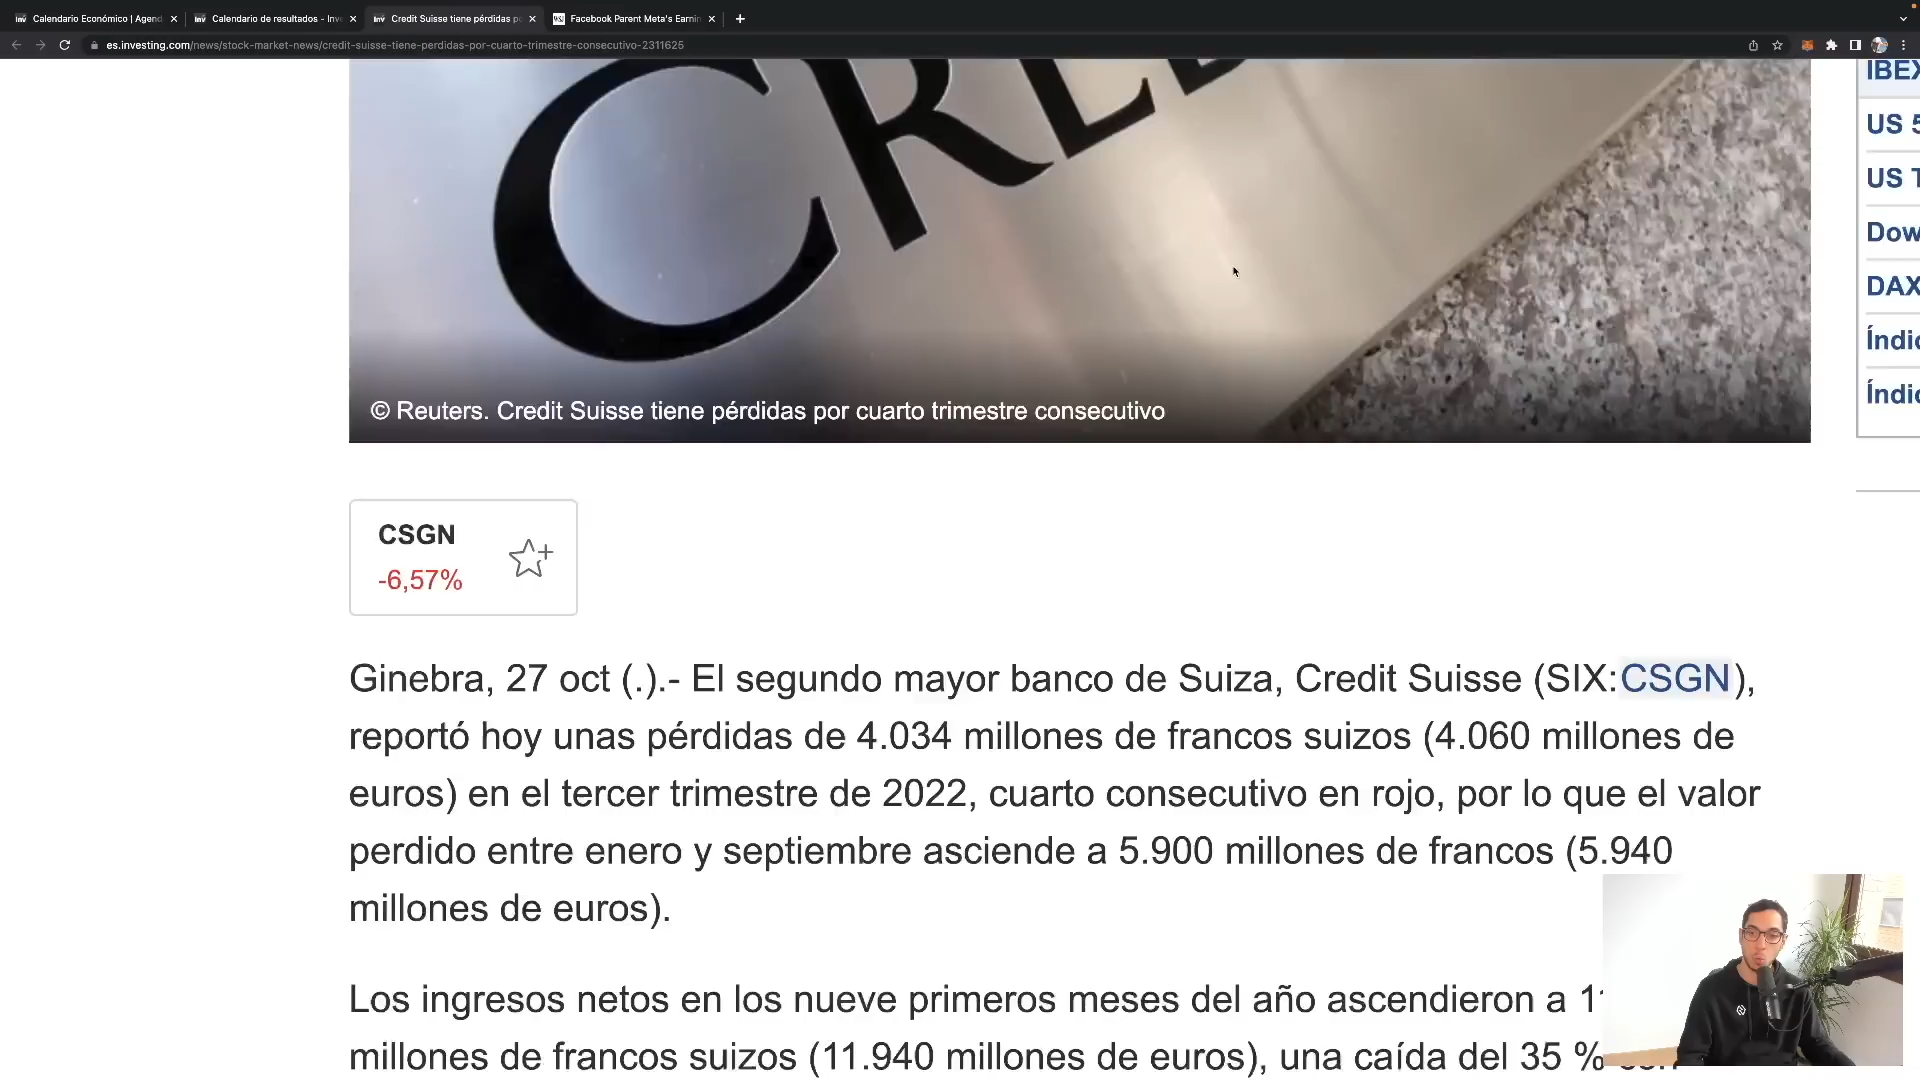 Calendario Económico | Agend
Calendario de resultados - Inve
Credit Suisse tiene pérdidas po
Facebook Parent Meta's Earnin
es.investing.com/news/stock-market-news/credit-suisse-tiene-perdidas-por-cuarto-trimestre-consecutivo-2311625
CRE
IBEX
US 5
US T
Dow
DAX
Índic
Índic
© Reuters. Credit Suisse tiene pérdidas por cuarto trimestre consecutivo
CSGN
-6,57%
Ginebra, 27 oct (.).- El segundo mayor banco de Suiza, Credit Suisse (SIX:CSGN),
reportó hoy unas pérdidas de 4.034 millones de francos suizos (4.060 millones de
euros) en el tercer trimestre de 2022, cuarto consecutivo en rojo, por lo que el valor
perdido entre enero y septiembre asciende a 5.900 millones de francos (5.940
millones de euros).
Los ingresos netos en los nueve primeros meses del año ascendieron a
millones de francos suizos (11.940 millones de euros), una caída del 35 %